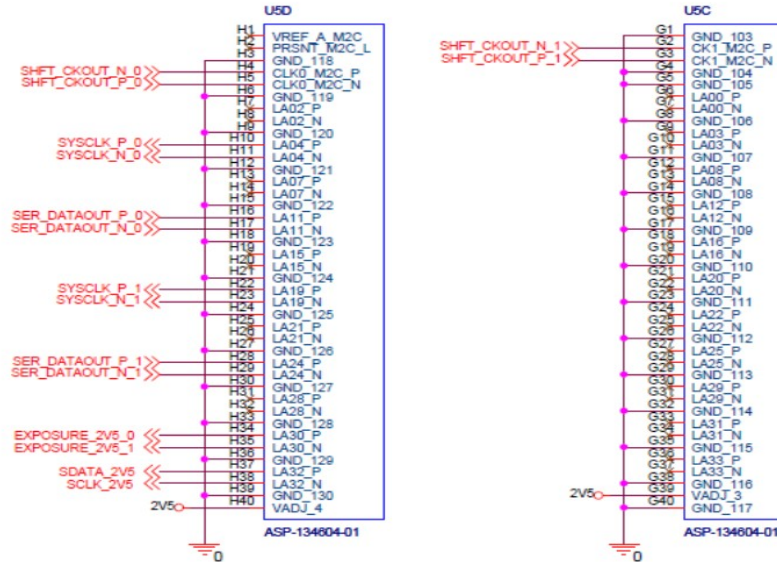 U5D
H1 VREF_A_M2C
H2 PRSNT_M2C_L
H3 GND_118
SHFT_CKOUT_N_0 H4 CLK0_M2C_P
SHFT_CKOUT_P_0 H5 CLK0_M2C_N
H6 GND_119
H7 LA02_P
H8 LA02_N
H9 GND_120
SYSCLK_P_0 H10 LA04_P
SYSCLK_N_0 H11 LA04_N
H12 GND_121
H13 LA07_P
H14 LA07_N
H15 GND_122
SER_DATAOUT_P_0 H16 LA11_P
SER_DATAOUT_N_0 H17 LA11_N
H18 GND_123
H19 LA15_P
H20 LA15_N
H21 GND_124
SYSCLK_P_1 H22 LA19_P
SYSCLK_N_1 H23 LA19_N
H24 GND_125
H25 LA21_P
H26 LA21_N
H27 GND_126
SER_DATAOUT_P_1 H28 LA24_P
SER_DATAOUT_N_1 H29 LA24_N
H30 GND_127
H31 LA28_P
H32 LA28_N
H33 GND_128
EXPOSURE_2V5_0 H34 LA30_P
EXPOSURE_2V5_1 H35 LA30_N
H36 GND_129
SDATA_2V5 H37 LA32_P
SCLK_2V5 H38 LA32_N
H39 GND_130
2V5 H40 VADJ_4
ASP-134604-01
0
U5C
G1 GND_103
SHFT_CKOUT_N_1 G2 CK1_M2C_P
SHFT_CKOUT_P_1 G3 CK1_M2C_N
G4 GND_104
G5 GND_105
G6 LA00_P
G7 LA00_N
G8 GND_106
G9 LA03_P
G10 LA03_N
G11 GND_107
G12 LA08_P
G13 LA08_N
G14 GND_108
G15 LA12_P
G16 LA12_N
G17 GND_109
G18 LA16_P
G19 LA16_N
G20 GND_110
G21 LA20_P
G22 LA20_N
G23 GND_111
G24 LA22_P
G25 LA22_N
G26 GND_112
G27 LA25_P
G28 LA25_N
G29 GND_113
G30 LA29_P
G31 LA29_N
G32 GND_114
G33 LA31_P
G34 LA31_N
G35 GND_115
G36 LA33_P
G37 LA33_N
G38 GND_116
2V5 G39 VADJ_3
G40 GND_117
ASP-134604-01
0